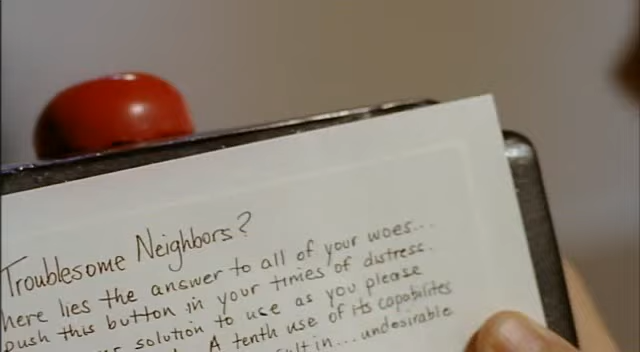 Troublesome Neighbors?
here lies the answer to all of your woes...
push this button in your times of distress.
solution to use as you please
A tenth use of its capabilites
in... undesirable